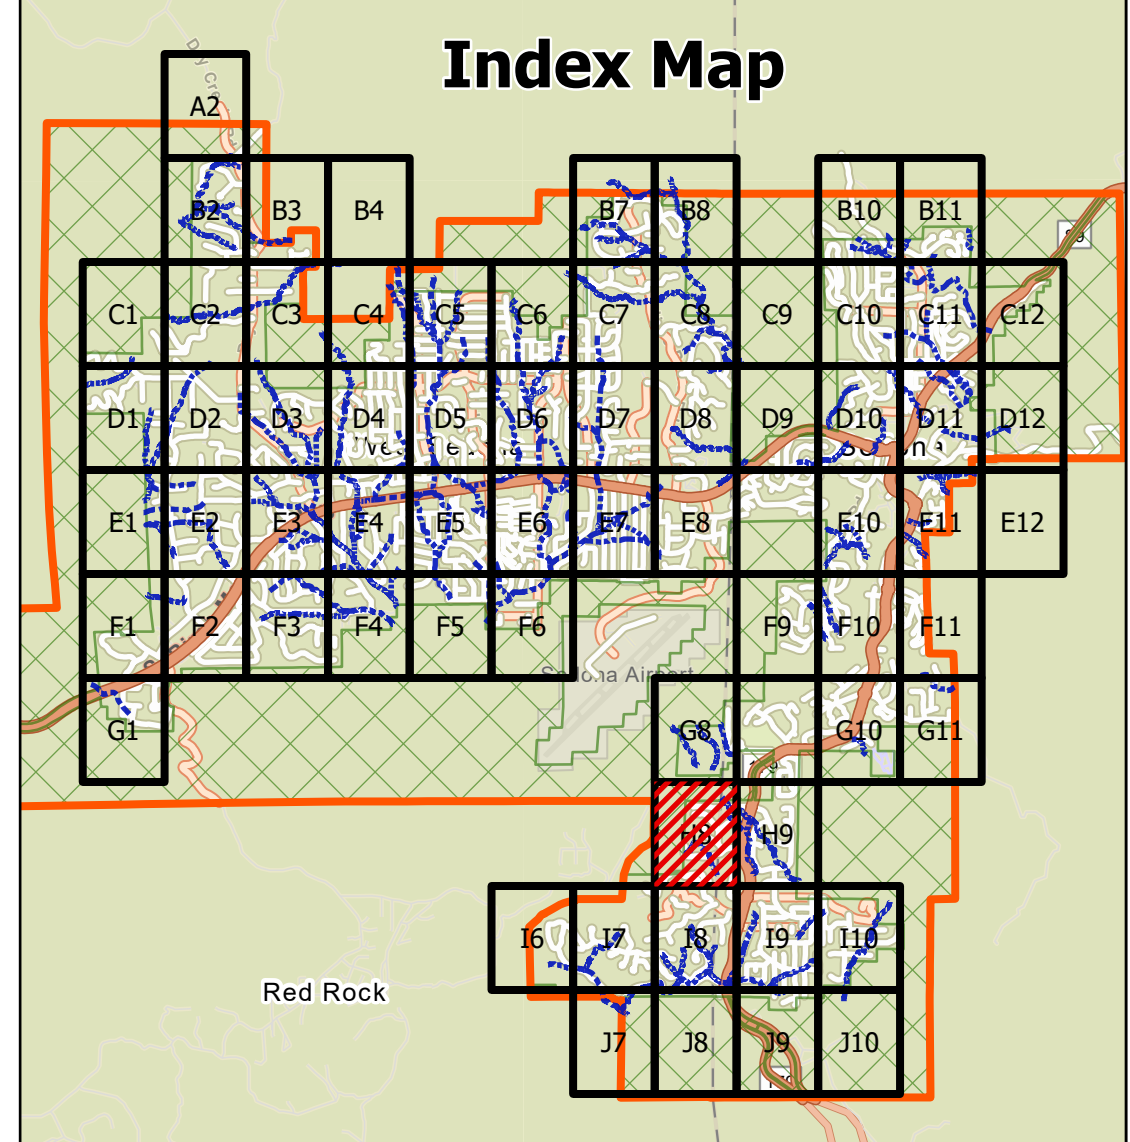 Index Map
A2
B2 B3 B4 B7 B8 B10 B11
C1 C2 C3 C4 C5 C6 C7 C8 C9 C10 C11 C12
D1 D2 D3 D4 D5 D6 D7 D8 D9 D10 D11 D12
E1 E2 E3 E4 E5 E6 E7 E8 E10 E11 E12
F1 F2 F3 F4 F5 F6 F9 F10 F11
Sedona Airport
G1 G8 G10 G11
H8 H9
I6 I7 I8 I9 I10
Red Rock
J7 J8 J9 J10